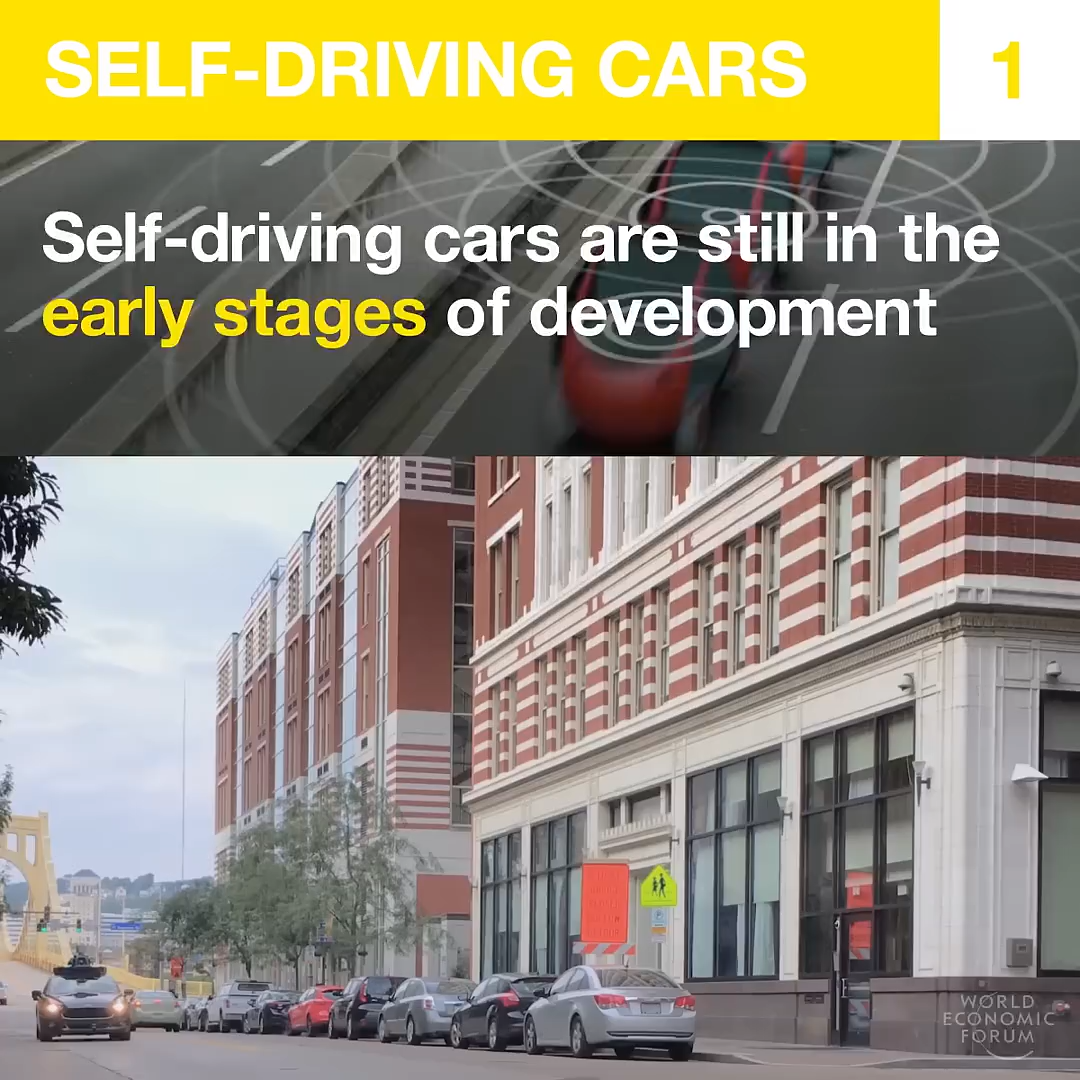 SELF-DRIVING CARS
1
Self-driving cars are still in the
early stages of development
WORLD
ECONOMIC
FORUM